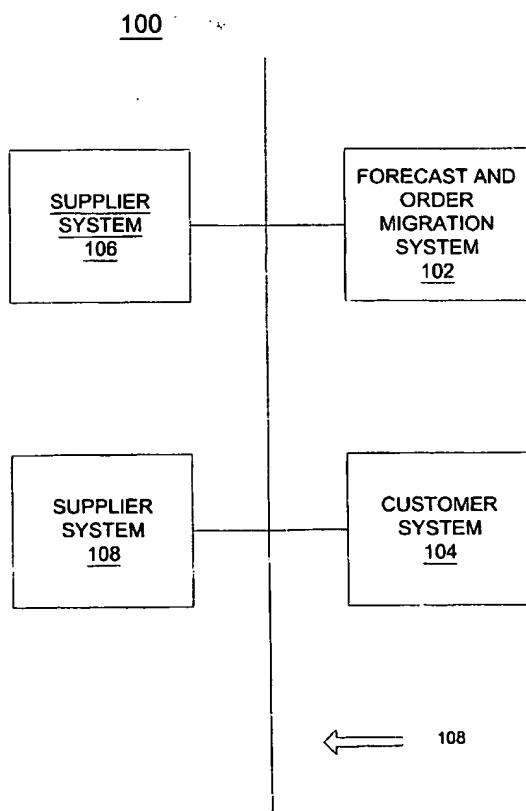 100
SUPPLIER
SYSTEM
106
FORECAST AND
ORDER
MIGRATION
SYSTEM
102
SUPPLIER
SYSTEM
108
CUSTOMER
SYSTEM
104
108